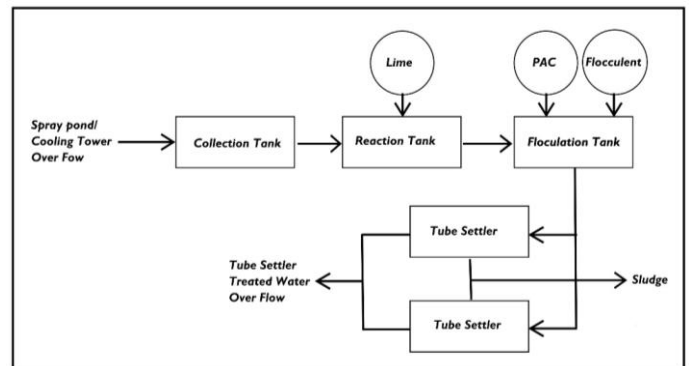 Lime
PAC
Flocculent
Spray pond/
Cooling Tower
Over Fow
Collection Tank
Reaction Tank
Floculation Tank
Tube Settler
Tube Settler
Treated Water
Over Flow
Sludge
Tube Settler